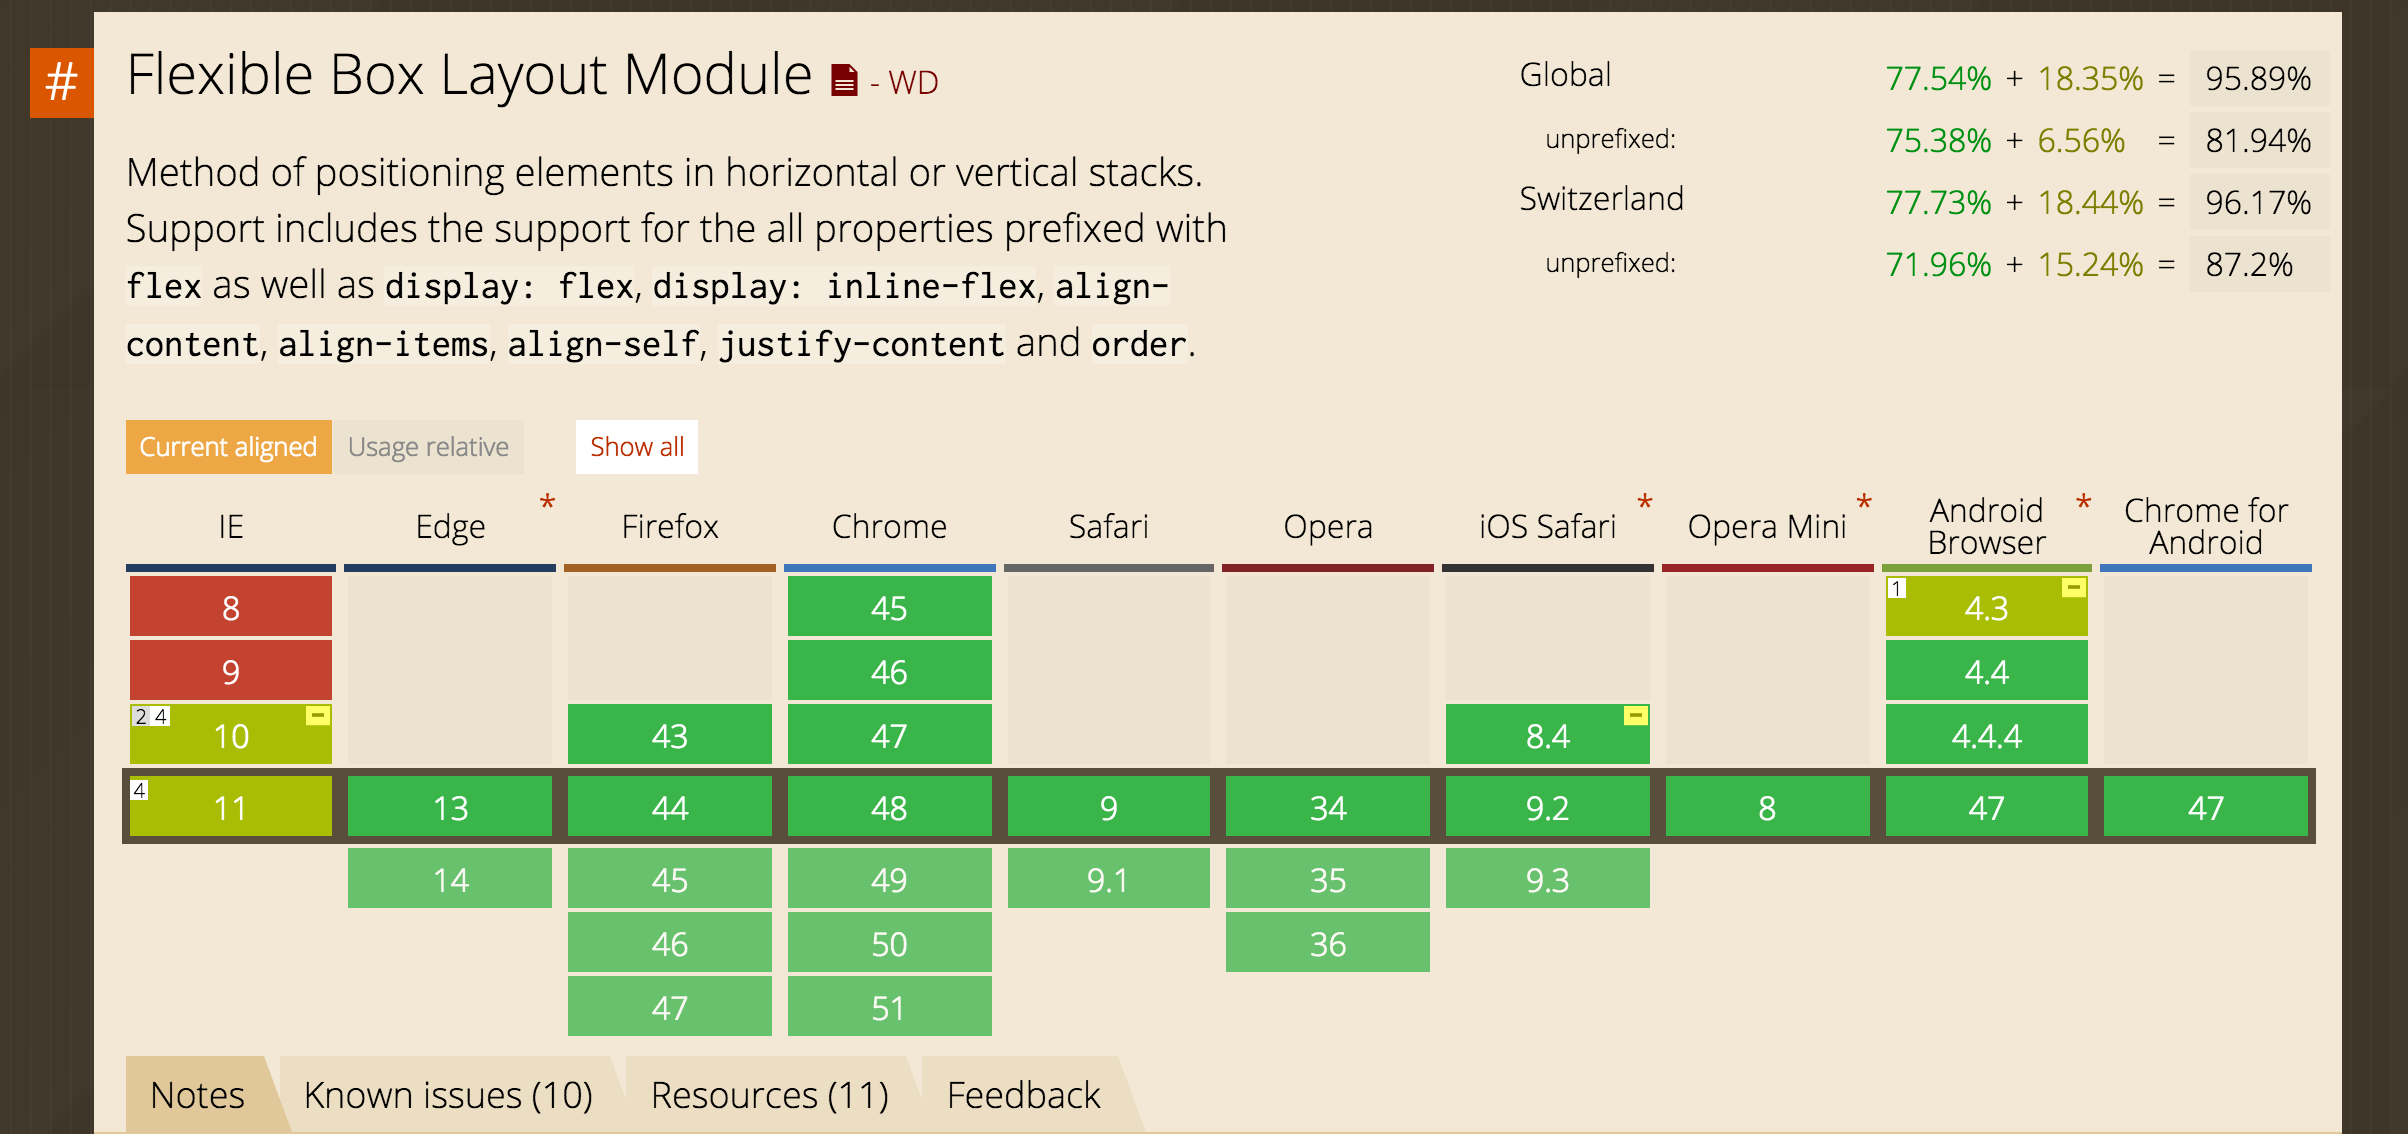 # Flexible Box Layout Module - WD
Global 77.54% + 18.35% = 95.89%
unprefixed: 75.38% + 6.56% = 81.94%
Switzerland 77.73% + 18.44% = 96.17%
unprefixed: 71.96% + 15.24% = 87.2%
Method of positioning elements in horizontal or vertical stacks.
Support includes the support for the all properties prefixed with
flex as well as display: flex, display: inline-flex, align-
content, align-items, align-self, justify-content and order.
Current aligned Usage relative Show all
IE Edge * Firefox Chrome Safari Opera iOS Safari * Opera Mini * Android Browser * Chrome for Android
8 45 1 4.3 -
9 46 4.4
2 4 10 - 43 47 8.4 - 4.4.4
4 11 13 44 48 9 34 9.2 8 47 47
14 45 49 9.1 35 9.3
46 50 36
47 51
Notes Known issues (10) Resources (11) Feedback